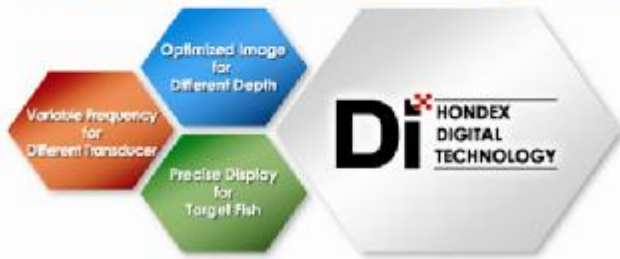 Optimized Image
for
Different Depth
Variable Frequency
for
Different Transducer
Precise Display
for
Target Fish
Di
HONDEX
DIGITAL
TECHNOLOGY